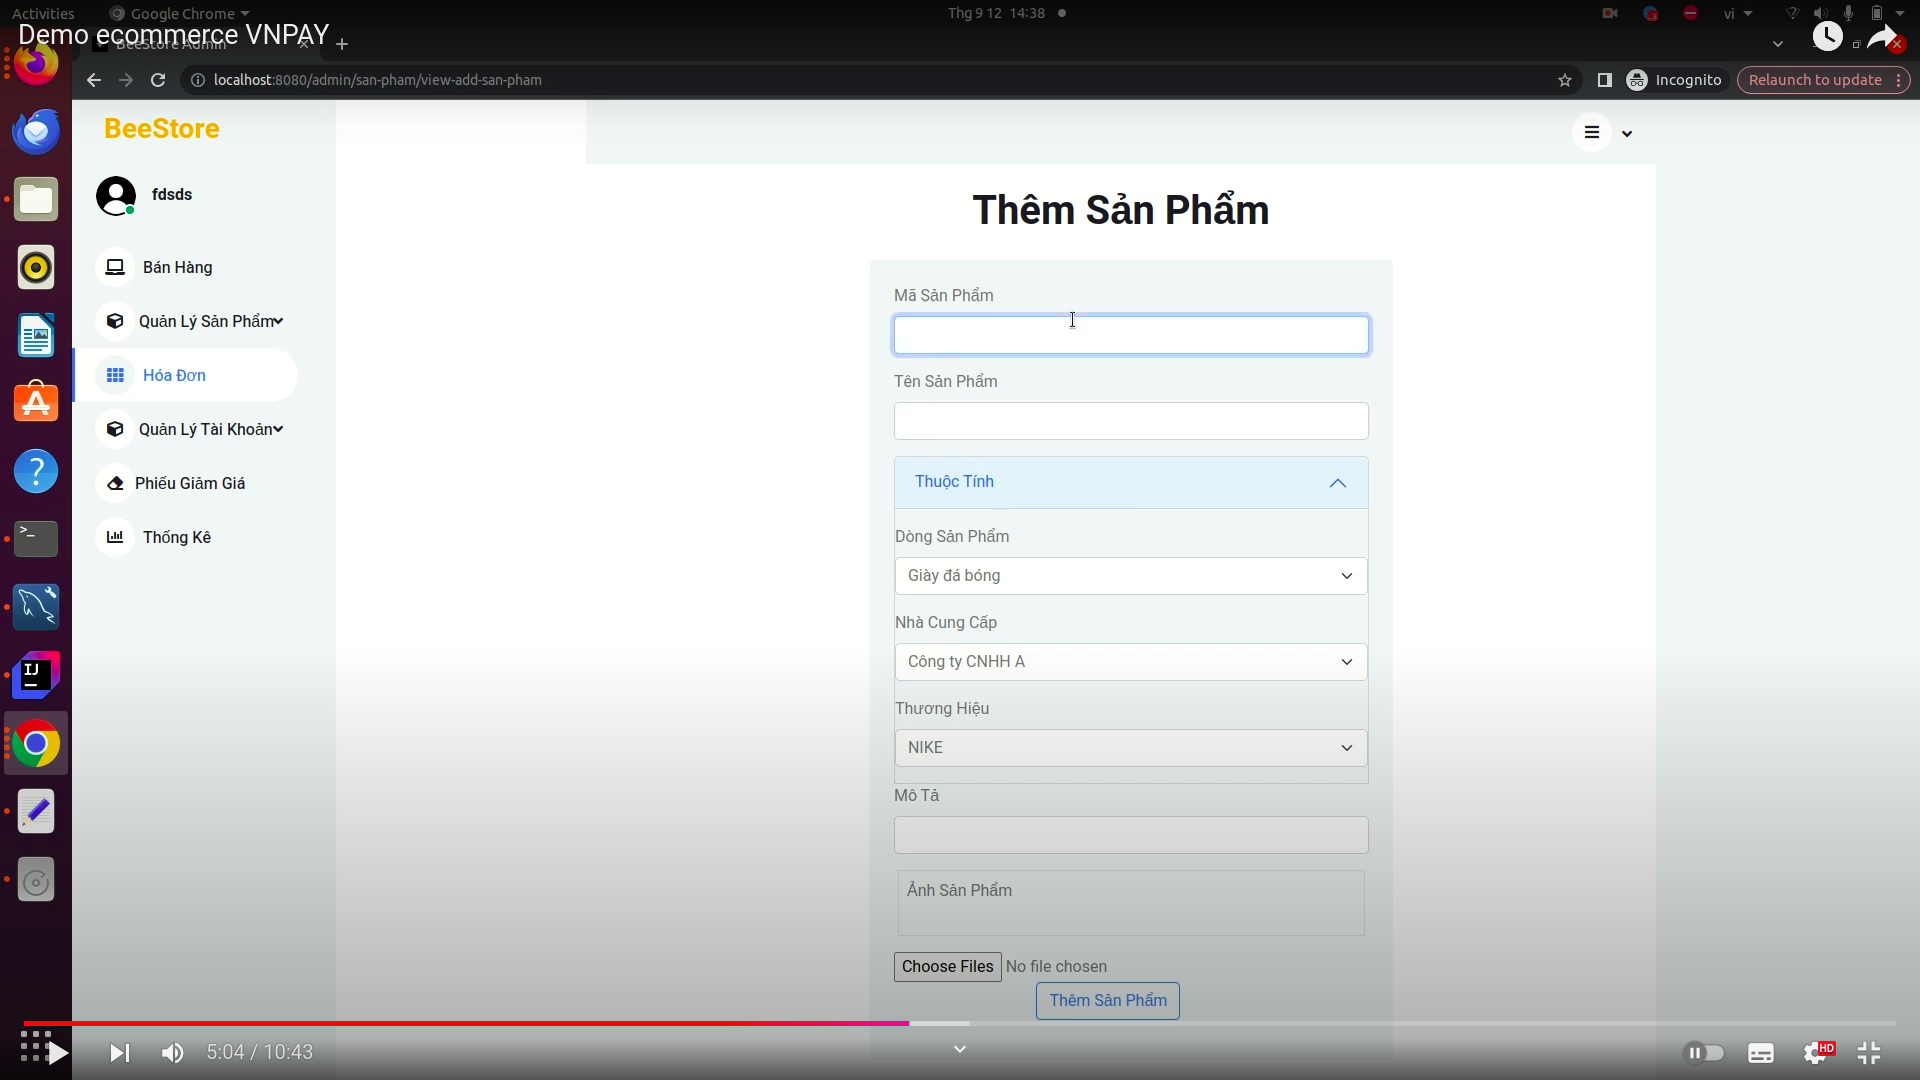 Activities
Google Chrome
Thg 9 12 14:38
vi
Demo ecommerce VNPAY
BeeStore Admin
localhost:8080/admin/san-pham/view-add-san-pham
Incognito
Relaunch to update
BeeStore
fdsds
Bán Hàng
Quản Lý Sản Phẩm
Hóa Đơn
Quản Lý Tài Khoản
Phiếu Giảm Giá
Thống Kê
Thêm Sản Phẩm
Mã Sản Phẩm
Tên Sản Phẩm
Thuộc Tính
Dòng Sản Phẩm
Giày đá bóng
Nhà Cung Cấp
Công ty CNHH A
Thương Hiệu
NIKE
Mô Tả
Ảnh Sản Phẩm
Choose Files No file chosen
Thêm Sản Phẩm
5:04 / 10:43
HD